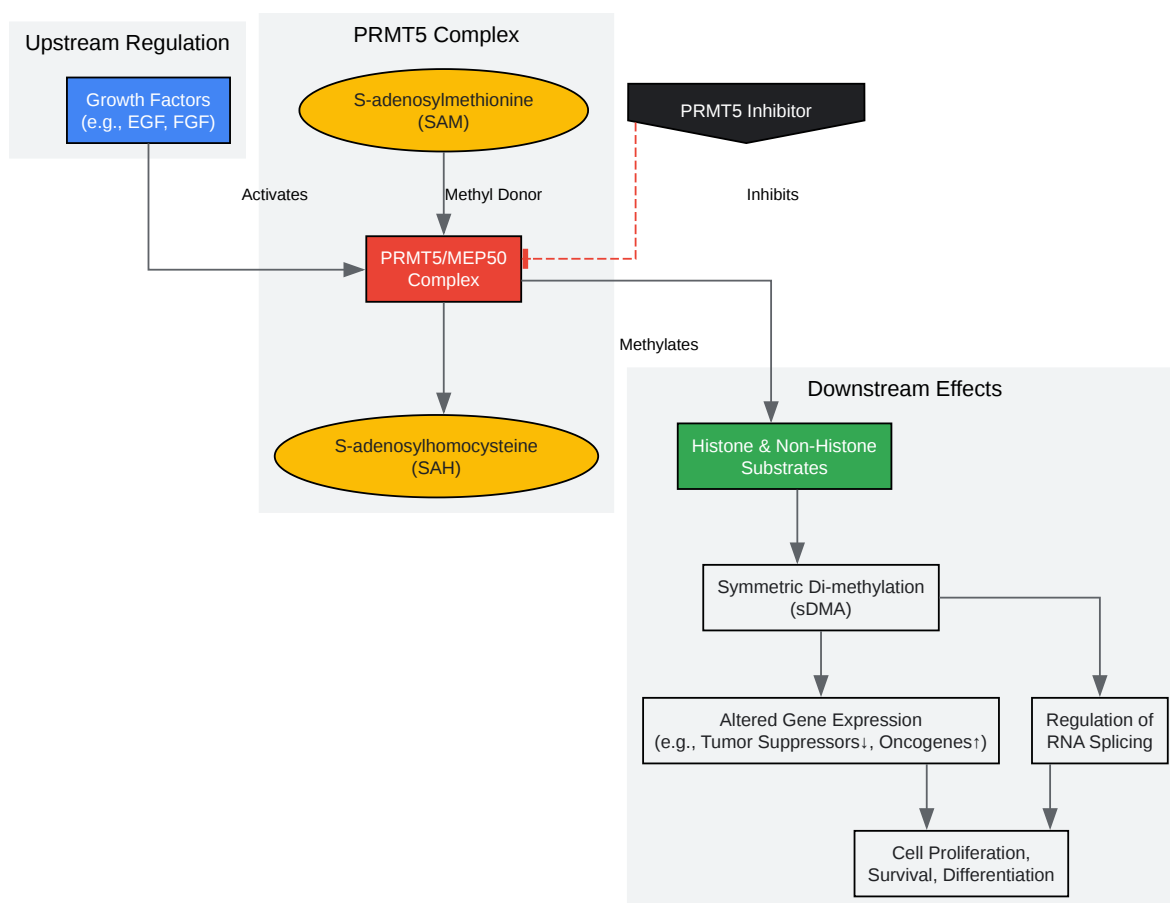 Upstream Regulation
Growth Factors
(e.g., EGF, FGF)
Activates
PRMT5 Complex
S-adenosylmethionine
(SAM)
Methyl Donor
PRMT5/MEP50
Complex
S-adenosylhomocysteine
(SAH)
PRMT5 Inhibitor
Inhibits
Methylates
Downstream Effects
Histone & Non-Histone
Substrates
Symmetric Di-methylation
(sDMA)
Altered Gene Expression
(e.g., Tumor Suppressors↓, Oncogenes↑)
Regulation of
RNA Splicing
Cell Proliferation,
Survival, Differentiation